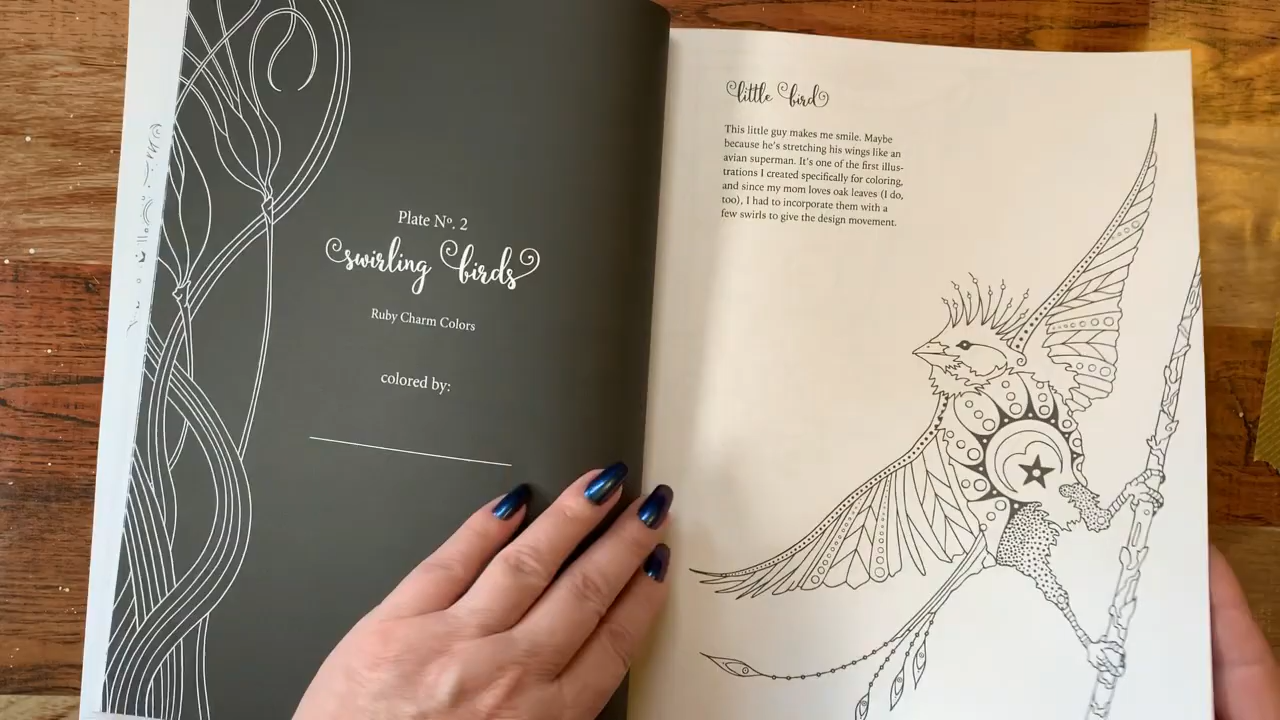 Plate Nº. 2
swirling birds
Ruby Charm Colors
colored by:
little bird
This little guy makes me smile. Maybe
because he's stretching his wings like an
avian superman. It's one of the first illus-
trations I created specifically for coloring,
and since my mom loves oak leaves (I do,
too), I had to incorporate them with a
few swirls to give the design movement.